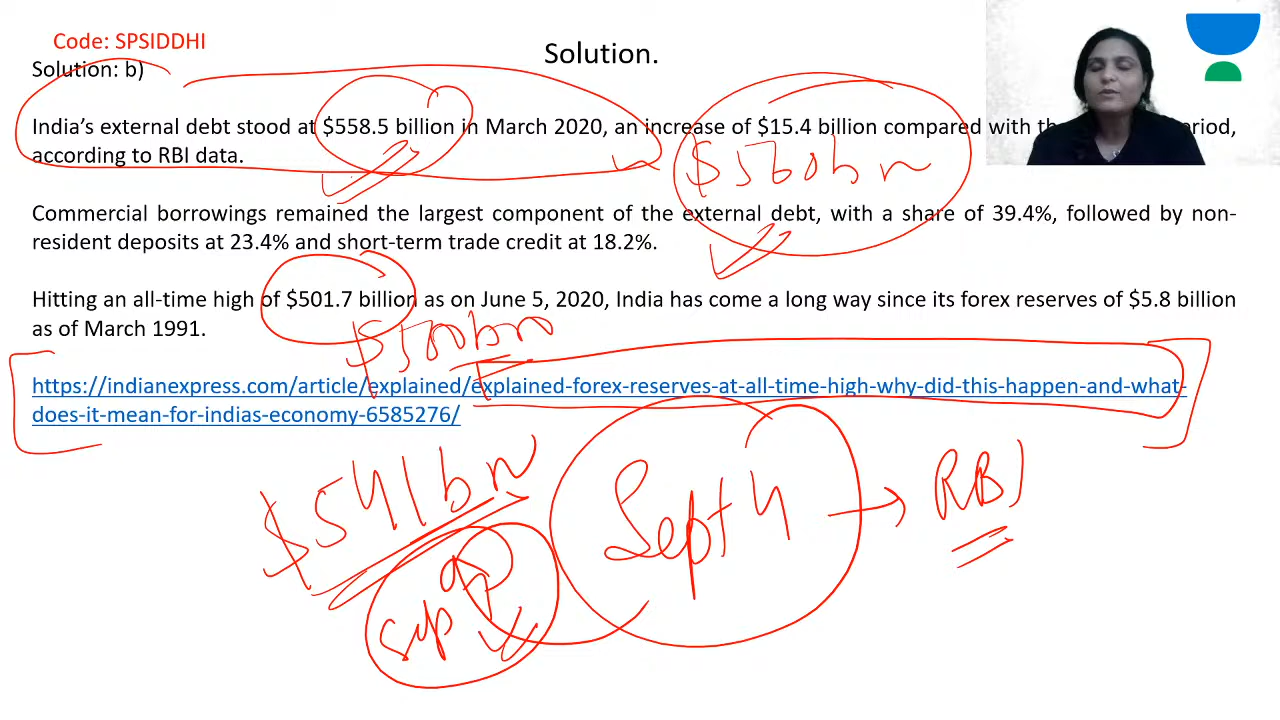 Code: SPSIDDHI
Solution.
Solution: b)
India's external debt stood at $558.5 billion in March 2020, an increase of $15.4 billion compared with eriod,
according to RBI data.
$560bn
Commercial borrowings remained the largest component of the external debt, with a share of 39.4%, followed by non-
resident deposits at 23.4% and short-term trade credit at 18.2%.
Hitting an all-time high of $501.7 billion as on June 5, 2020, India has come a long way since its forex reserves of $5.8 billion
as of March 1991.
$500bn
https://indianexpress.com/article/explained/explained-forex-reserves-at-all-time-high-why-did-this-happen-and-what-
does-it-mean-for-indias-economy-6585276/
$541bn
Sept 4
RBI